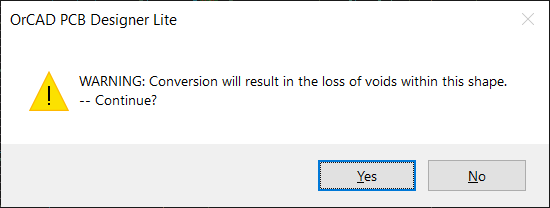 OrCAD PCB Designer Lite
WARNING: Conversion will result in the loss of voids within this shape.
-- Continue?
Yes
No